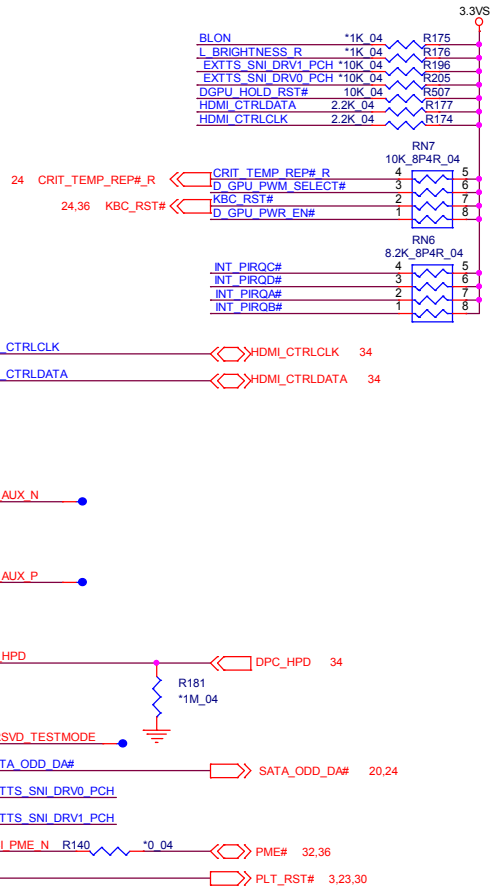 3.3VS
BLON *1K_04 R175
L_BRIGHTNESS_R *1K_04 R176
EXTTS_SNI_DRV1_PCH *10K_04 R196
EXTTS_SNI_DRV0_PCH *10K_04 R205
DGPU_HOLD_RST# 10K_04 R507
HDMI_CTRLDATA 2.2K_04 R177
HDMI_CTRLCLK 2.2K_04 R174
RN7
10K_8P4R_04
24 CRIT_TEMP_REP#_R CRIT_TEMP_REP#_R 4 5
D_GPU_PWM_SELECT# 3 6
24,36 KBC_RST# KBC_RST# 2 7
D_GPU_PWR_EN# 1 8
RN6
8.2K_8P4R_04
INT_PIRQC# 4 5
INT_PIRQD# 3 6
INT_PIRQA# 2 7
INT_PIRQB# 1 8
_CTRLCLK HDMI_CTRLCLK 34
_CTRLDATA HDMI_CTRLDATA 34
AUX_N
AUX_P
_HPD DPC_HPD 34
R181
*1M_04
SVD_TESTMODE
TA_ODD_DA# SATA_ODD_DA# 20,24
TTS_SNI_DRV0_PCH
TTS_SNI_DRV1_PCH
I_PME_N R140 *0_04 PME# 32,36
PLT_RST# 3,23,30